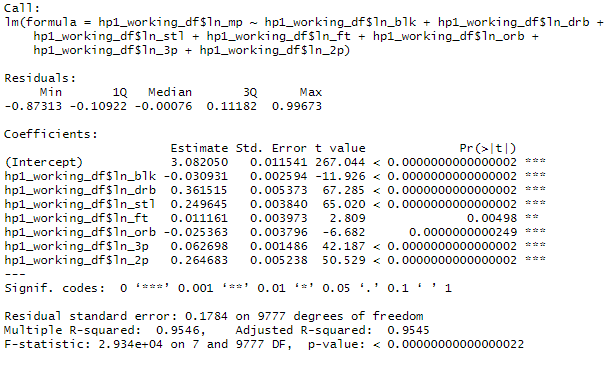 Call:
lm(formula = hp1_working_df$ln_mp ~ hp1_working_df$ln_blk + hp1_working_df$ln_drb +
    hp1_working_df$ln_stl + hp1_working_df$ln_ft + hp1_working_df$ln_orb +
    hp1_working_df$ln_3p + hp1_working_df$ln_2p)
Residuals:
     Min       1Q   Median       3Q      Max
-0.87313 -0.10922 -0.00076  0.11182  0.99673
Coefficients:
                       Estimate Std. Error t value             Pr(>|t|)
(Intercept)            3.082050   0.011541 267.044 < 0.0000000000000002 ***
hp1_working_df$ln_blk -0.030931   0.002594 -11.926 < 0.0000000000000002 ***
hp1_working_df$ln_drb  0.361515   0.005373  67.285 < 0.0000000000000002 ***
hp1_working_df$ln_stl  0.249645   0.003840  65.020 < 0.0000000000000002 ***
hp1_working_df$ln_ft   0.011161   0.003973   2.809              0.00498 **
hp1_working_df$ln_orb -0.025363   0.003796  -6.682      0.0000000000249 ***
hp1_working_df$ln_3p   0.062698   0.001486  42.187 < 0.0000000000000002 ***
hp1_working_df$ln_2p   0.264683   0.005238  50.529 < 0.0000000000000002 ***
---
Signif. codes:  0 ‘***’ 0.001 ‘**’ 0.01 ‘*’ 0.05 ‘.’ 0.1 ‘ ’ 1
Residual standard error: 0.1784 on 9777 degrees of freedom
Multiple R-squared:  0.9546,    Adjusted R-squared:  0.9545
F-statistic: 2.934e+04 on 7 and 9777 DF,  p-value: < 0.00000000000000022